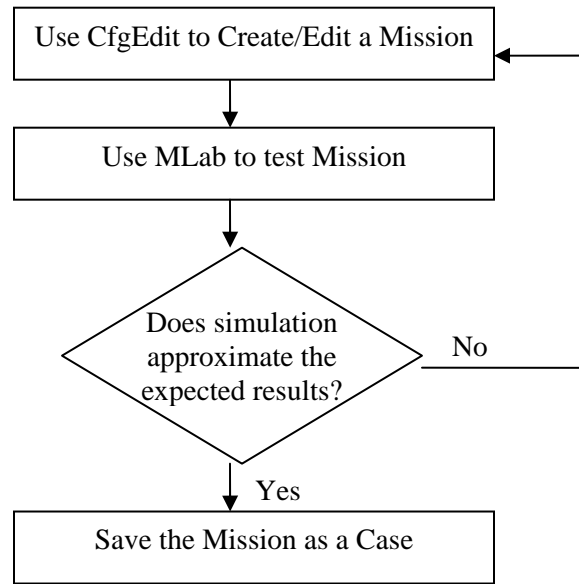 Use CfgEdit to Create/Edit a Mission
Use MLab to test Mission
Does simulation
approximate the
expected results?
No
Yes
Save the Mission as a Case